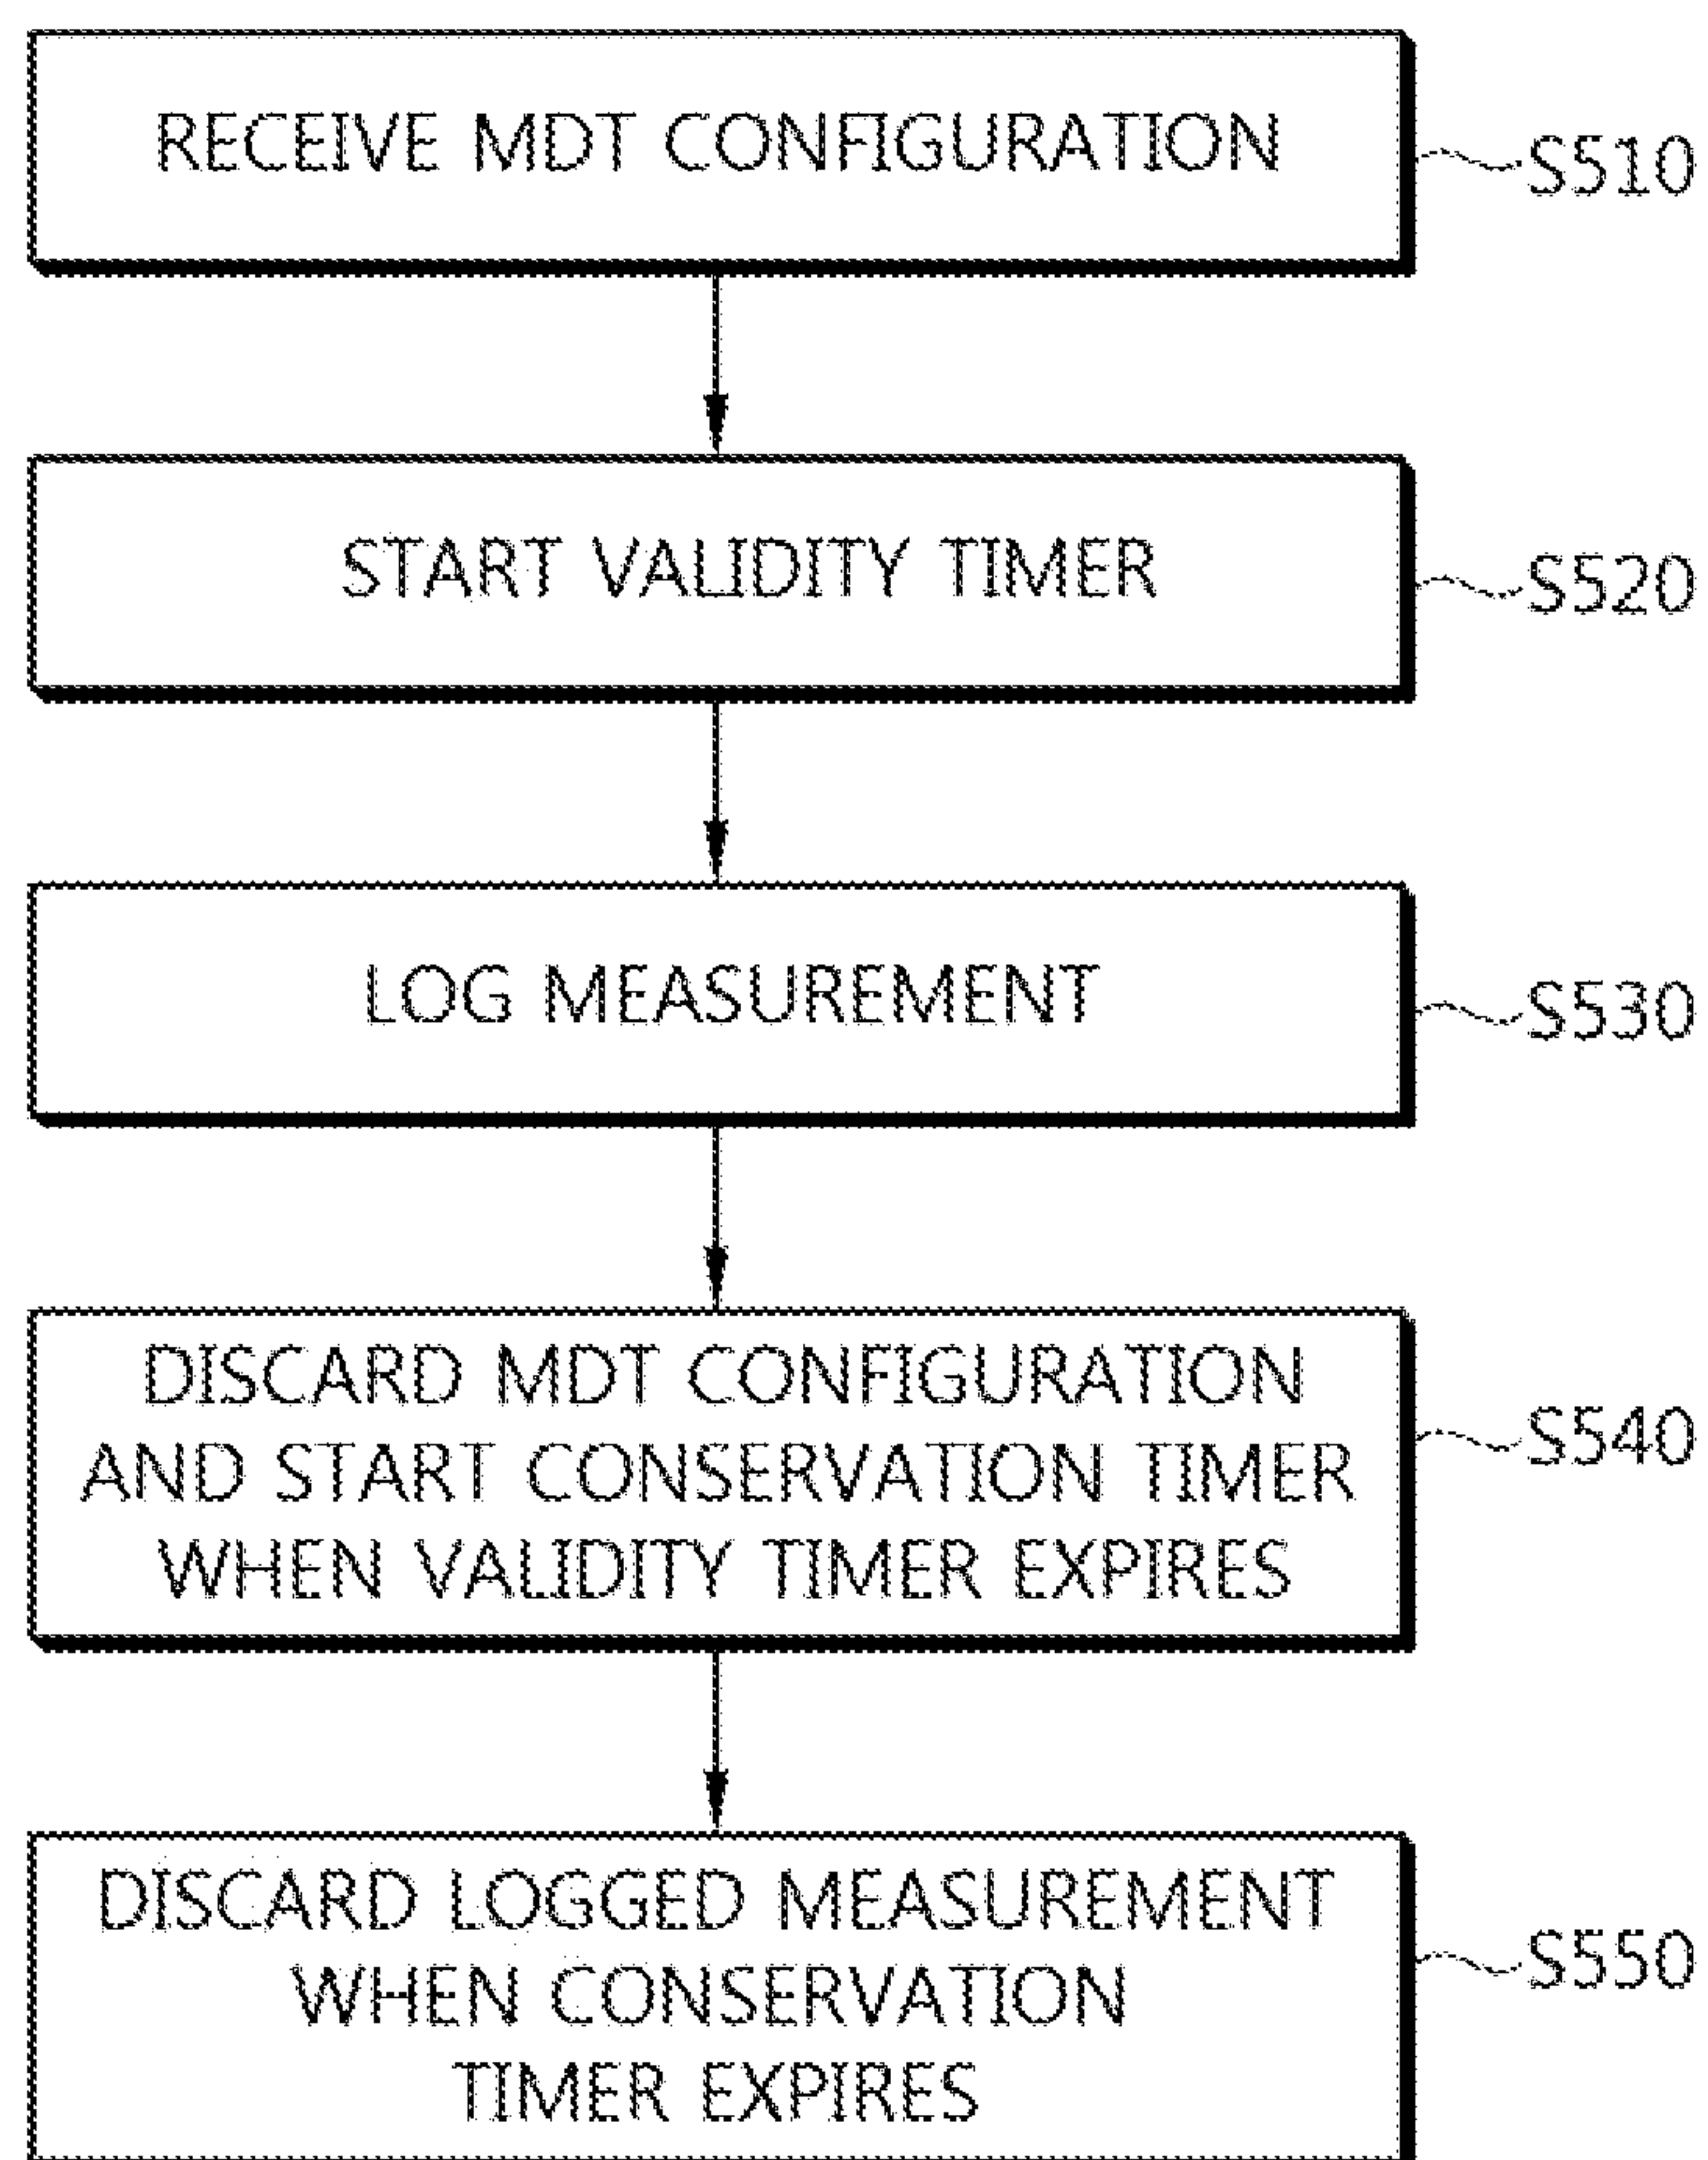 RECEIVE MDT CONFIGURATION
S510
START VALIDITY TIMER
S520
LOG MEASUREMENT
S530
DISCARD MDT CONFIGURATION
AND START CONSERVATION TIMER
WHEN VALIDITY TIMER EXPIRES
S540
DISCARD LOGGED MEASUREMENT
WHEN CONSERVATION
TIMER EXPIRES
S550